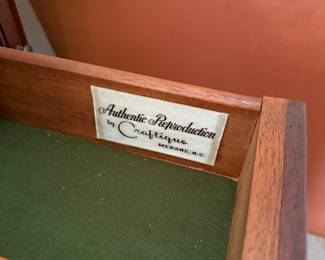 Authentic Reproduction
by Craftique
MEBANE, N.C.